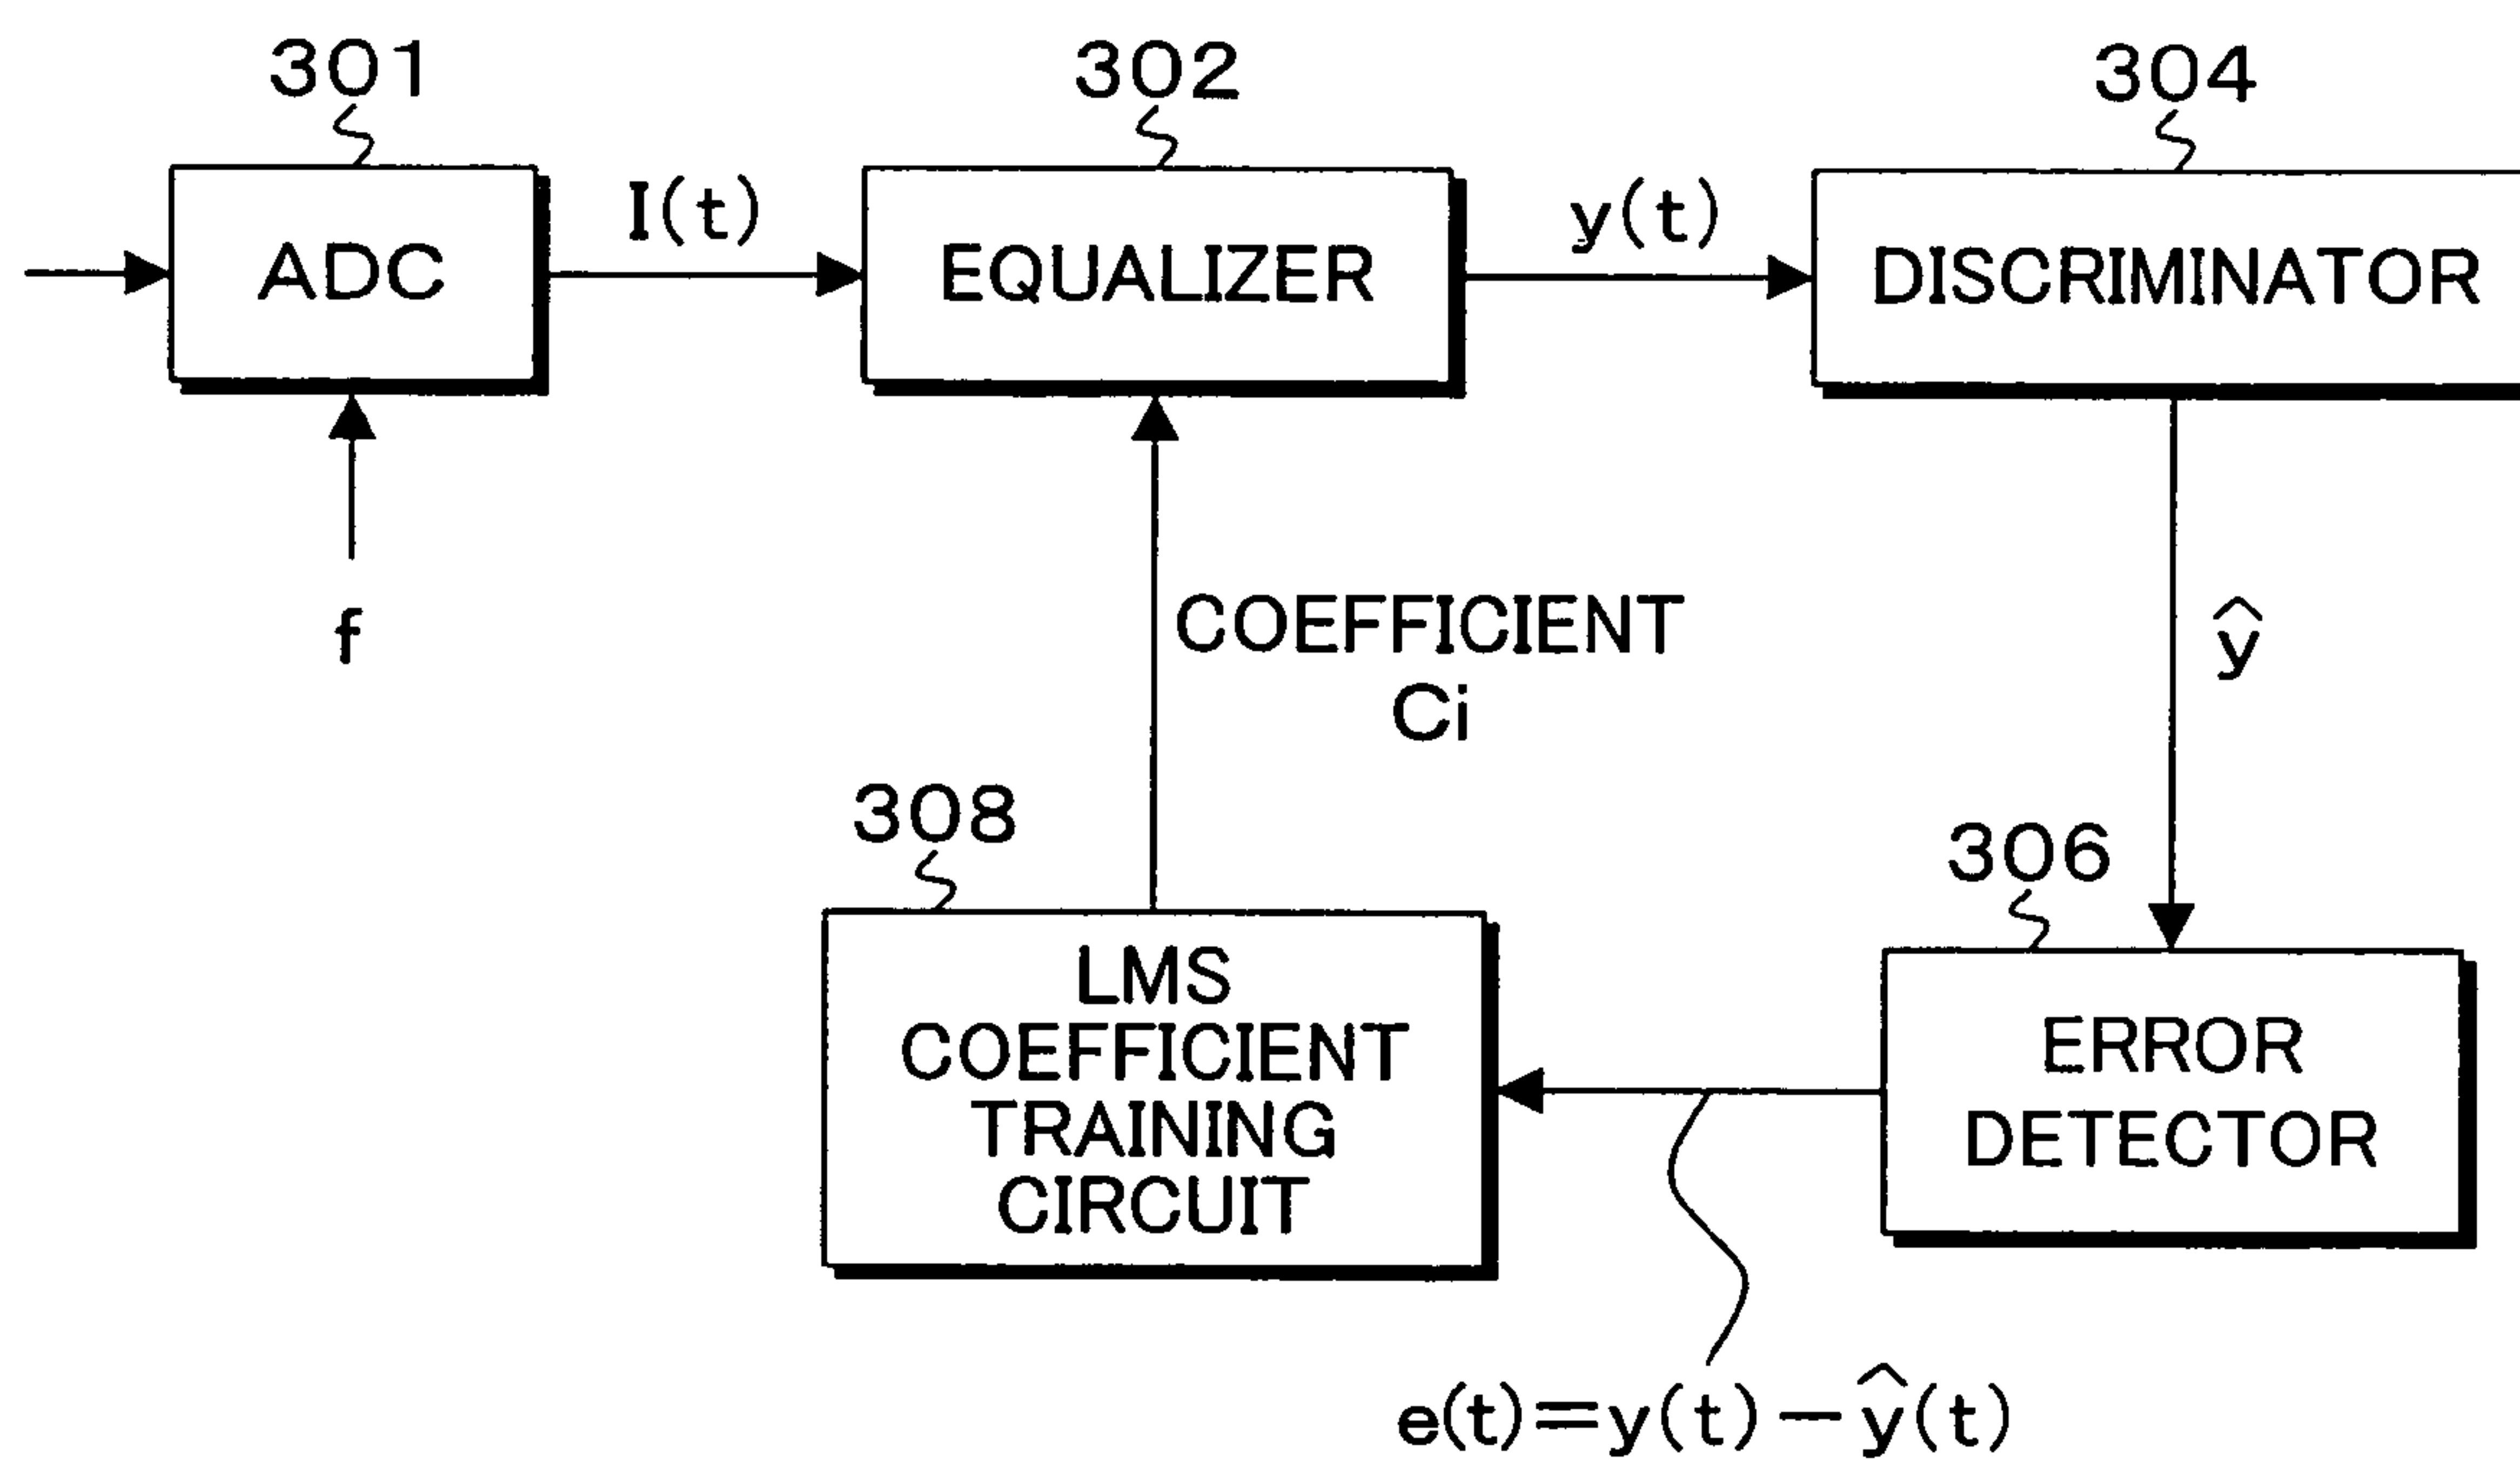 301
302
304
I(t)
y(t)
ADC
EQUALIZER
DISCRIMINATOR
f
COEFFICIENT
Ci
ŷ
308
306
LMS
COEFFICIENT
TRAINING
CIRCUIT
ERROR
DETECTOR
e(t)=y(t)-ŷ(t)